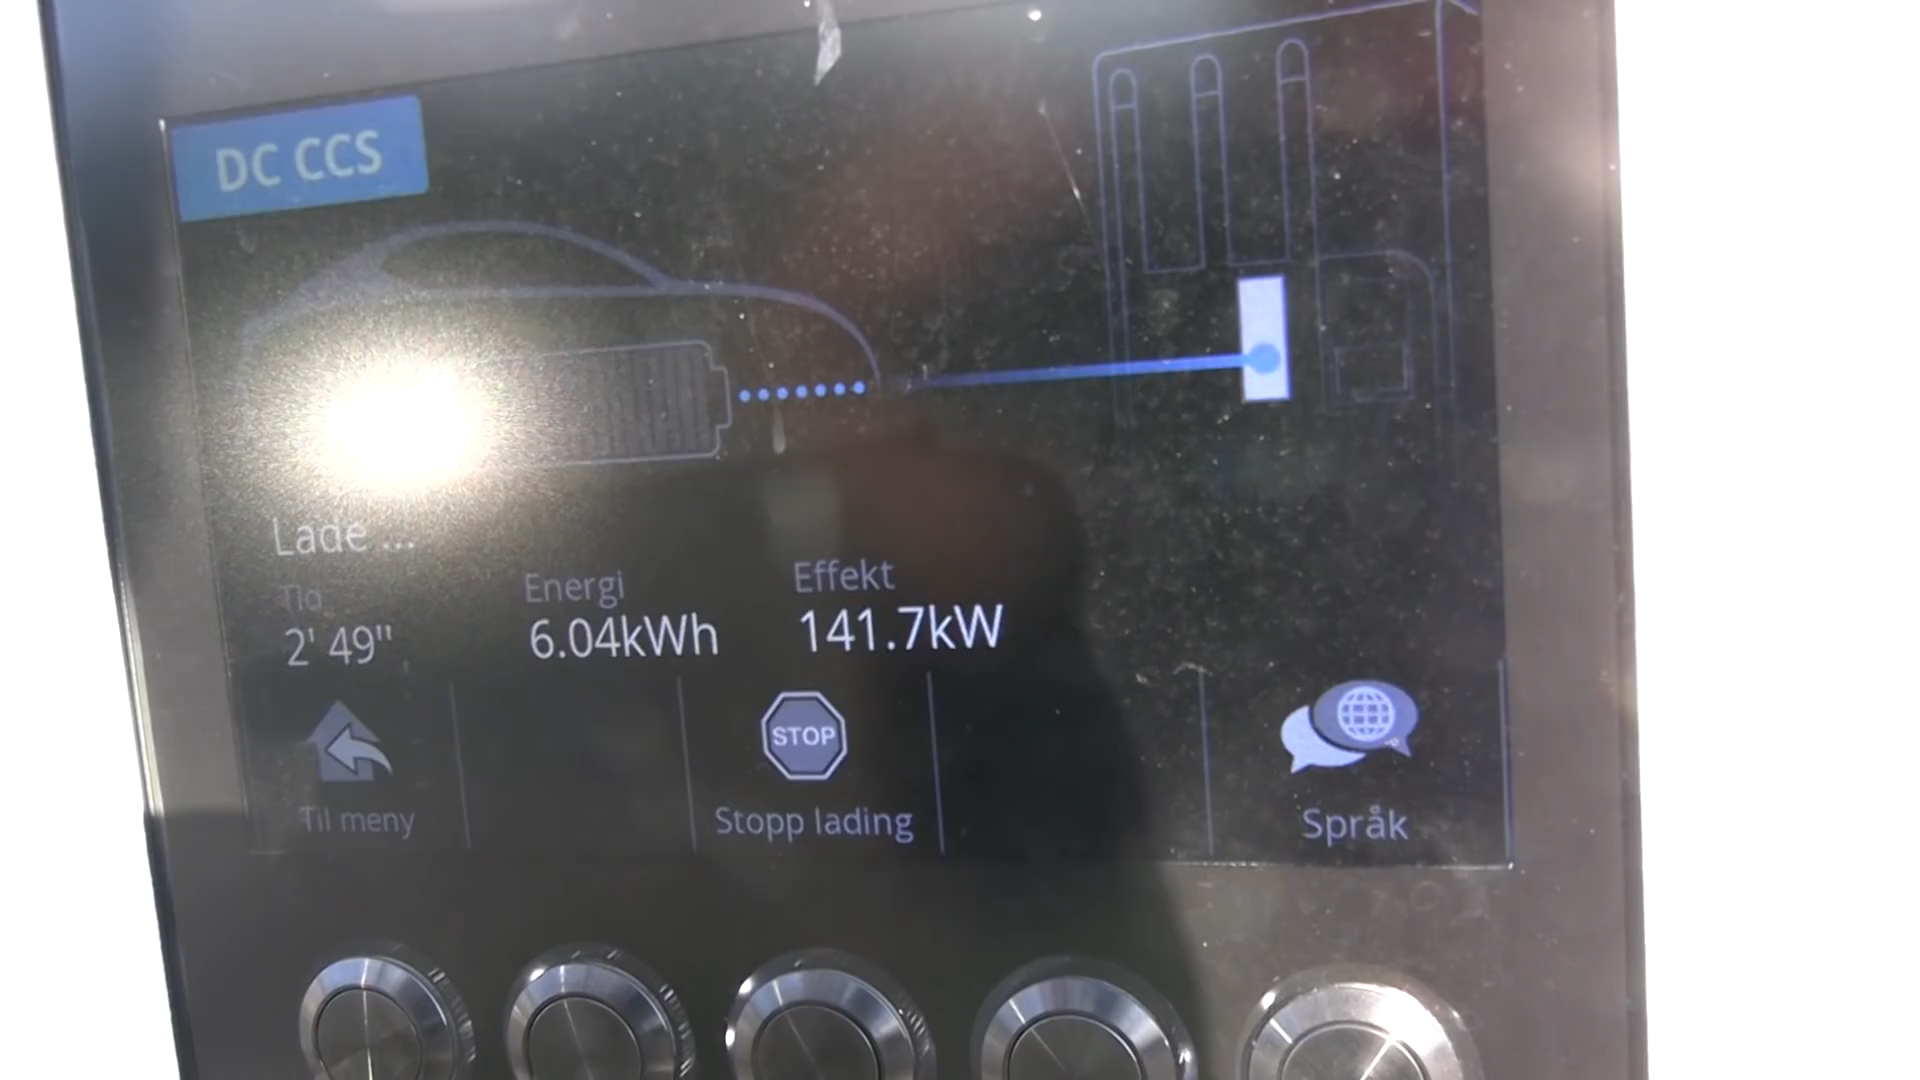 DC CCS
Lade ...
Tid
2' 49"
Energi
6.04kWh
Effekt
141.7kW
Til meny
STOP
Stopp lading
Språk